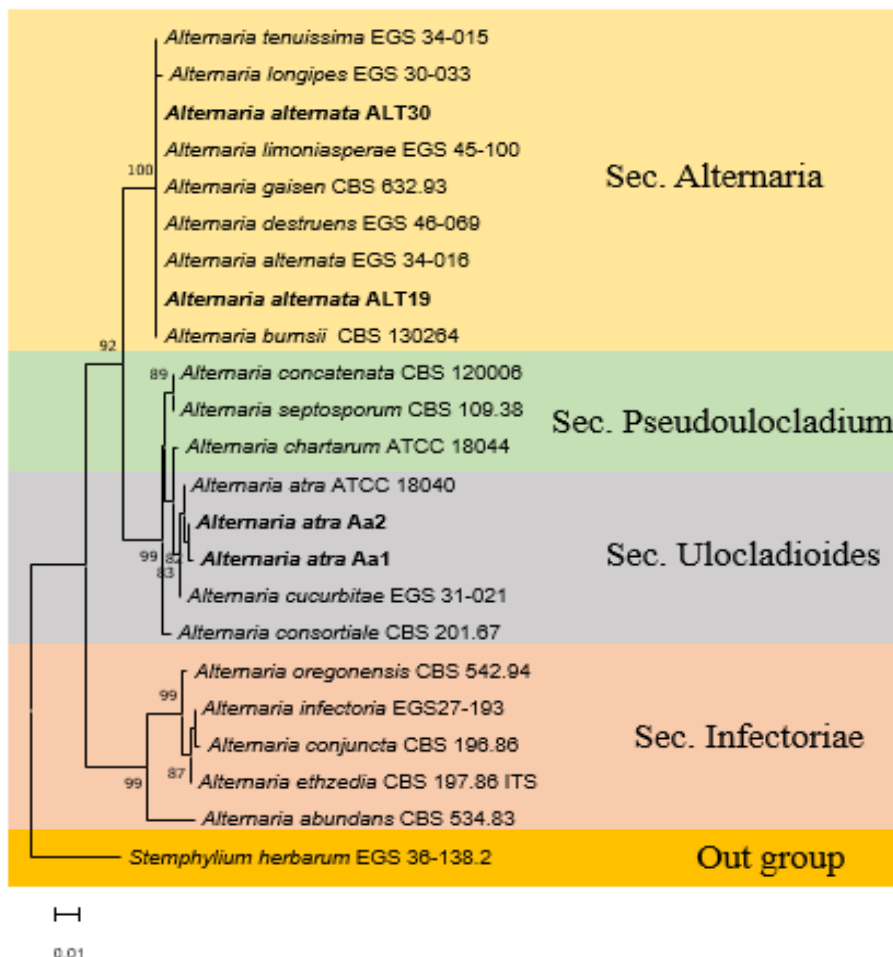 Alternaria tenuissima EGS 34-015
Alternaria longipes EGS 30-033
Alternaria alternata ALT30
Alternaria limoniasperae EGS 45-100
100
Alternaria gaisen CBS 632.93
Sec. Alternaria
Alternaria destruens EGS 46-069
Alternaria alternata EGS 34-016
Alternaria alternata ALT19
Alternaria burnsii CBS 130264
92
Alternaria concatenata CBS 120006
89
Alternaria septosporum CBS 109.38
Sec. Pseudoulocladium
Alternaria chartarum ATCC 18044
Alternaria atra ATCC 18040
Alternaria atra Aa2
Alternaria atra Aa1
Sec. Ulocladioides
99
82
83
Alternaria cucurbitae EGS 31-021
Alternaria consortiale CBS 201.67
Alternaria oregonensis CBS 542.94
99
Alternaria infectoria EGS27-193
Sec. Infectoriae
Alternaria conjuncta CBS 196.86
87
Alternaria ethzedia CBS 197.86 ITS
99
Alternaria abundans CBS 534.83
Stemphylium herbarum EGS 36-138.2
Out group
0.01